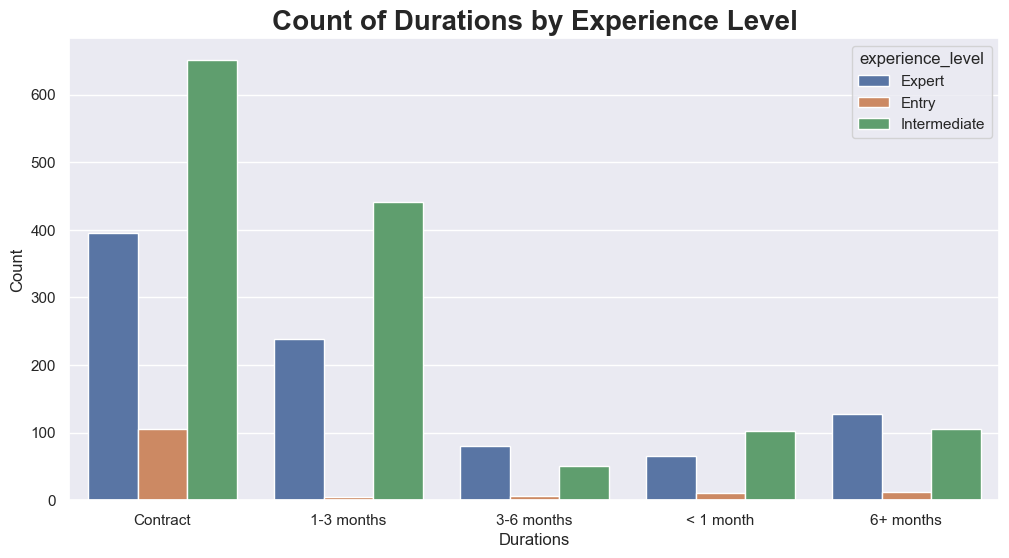 Count of Durations by Experience Level
experience_level
Expert
Entry
Intermediate
600
500
400
300
200
100
0
Count
Contract
1-3 months
3-6 months
< 1 month
6+ months
Durations